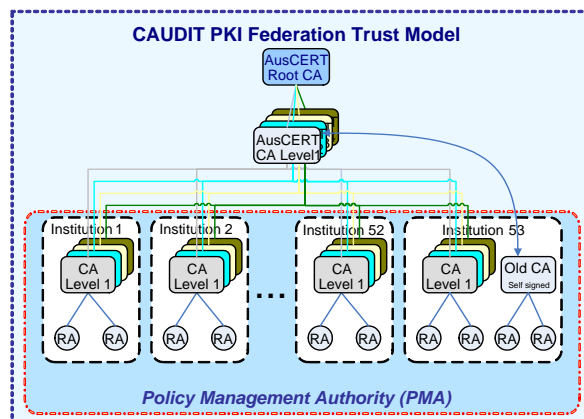 CAUDIT PKI Federation Trust Model
AusCERT
Root CA
AusCERT
CA Level1
Institution 1
Institution 2
Institution 52
Institution 53
CA
Level 1
CA
Level 1
CA
Level 1
CA
Level 1
Old CA
Self signed
...
RA
RA
RA
RA
RA
RA
RA
RA
RA
RA
Policy Management Authority (PMA)